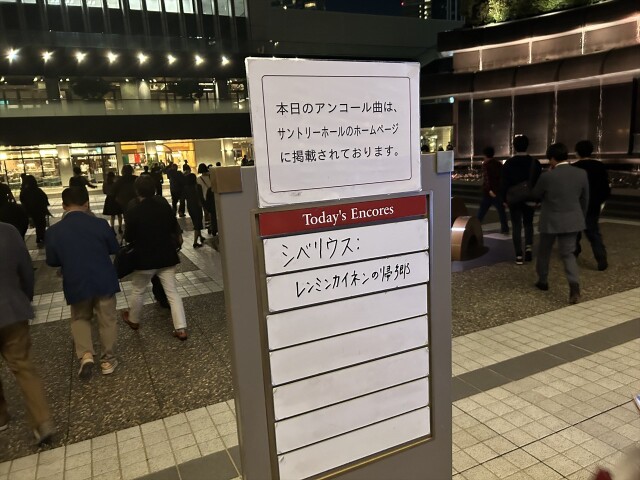 本日のアンコール曲は、
サントリーホールのホームページ
に掲載されております。
Today's Encores
シベリウス:
レンミンカイネンの帰郷